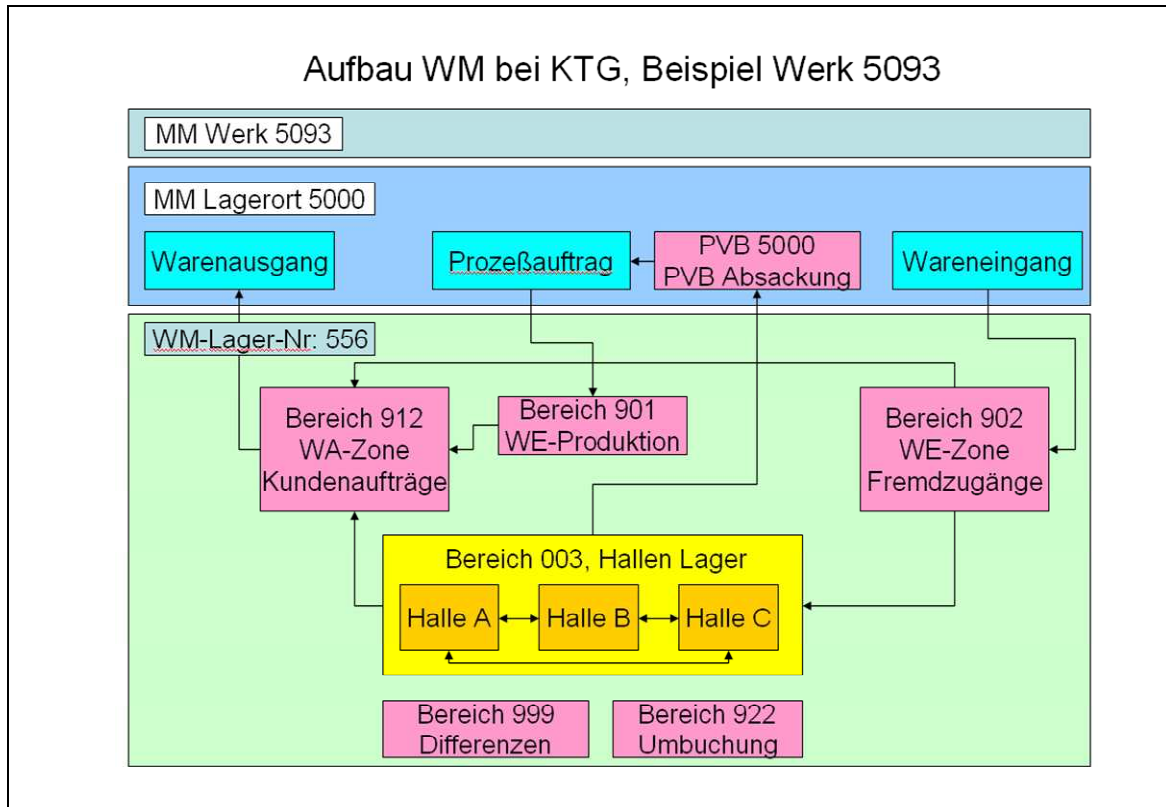 Aufbau WM bei KTG, Beispiel Werk 5093
MM Werk 5093
MM Lagerort 5000
Warenausgang
Prozeßauftrag
PVB 5000
PVB Absackung
Wareneingang
WM-Lager-Nr: 556
Bereich 912
WA-Zone
Kundenaufträge
Bereich 901
WE-Produktion
Bereich 902
WE-Zone
Fremdzugänge
Bereich 003, Hallen Lager
Halle A
Halle B
Halle C
Bereich 999
Differenzen
Bereich 922
Umbuchung